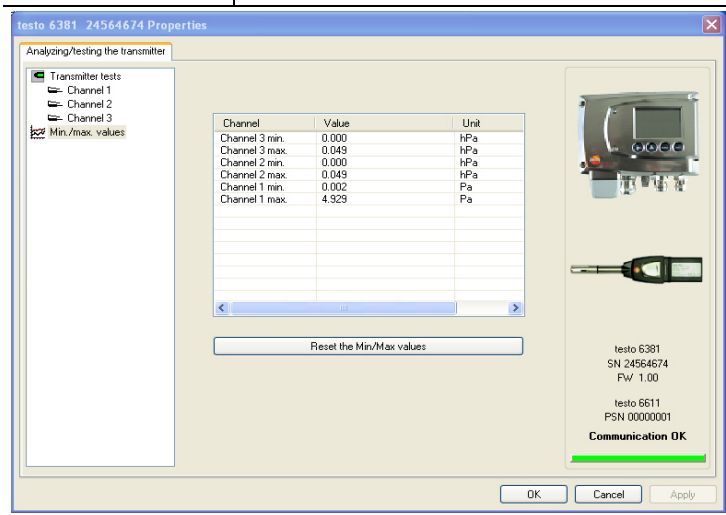 testo 6381 24564674 Properties
Analyzing/testing the transmitter
Transmitter tests
Channel 1
Channel 2
Channel 3
Min./max. values
Channel Value Unit
Channel 3 min. 0.000 hPa
Channel 3 max. 0.049 hPa
Channel 2 min. 0.000 hPa
Channel 2 max. 0.049 hPa
Channel 1 min. 0.002 Pa
Channel 1 max. 4.929 Pa
Reset the Min/Max values
testo 6381
SN 24564674
FW 1.00
testo 6611
PSN 00000001
Communication OK
OK Cancel Apply